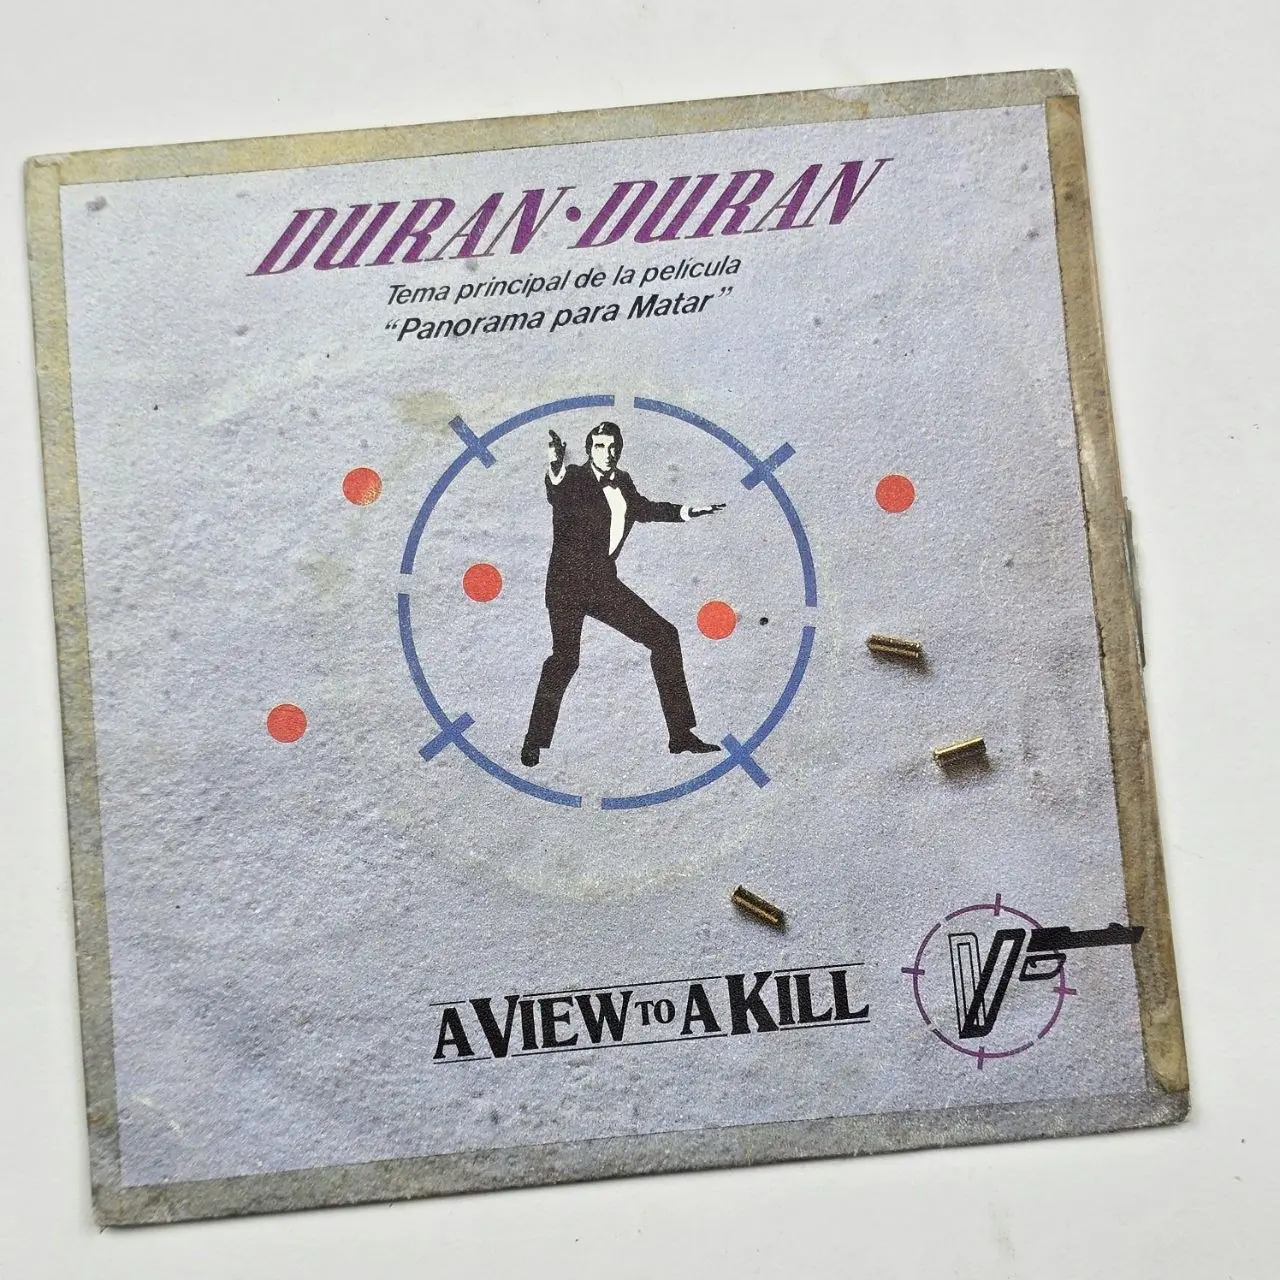 DURAN·DURAN
Tema principal de la película
“Panorama para Matar”
A VIEW TO A KILL